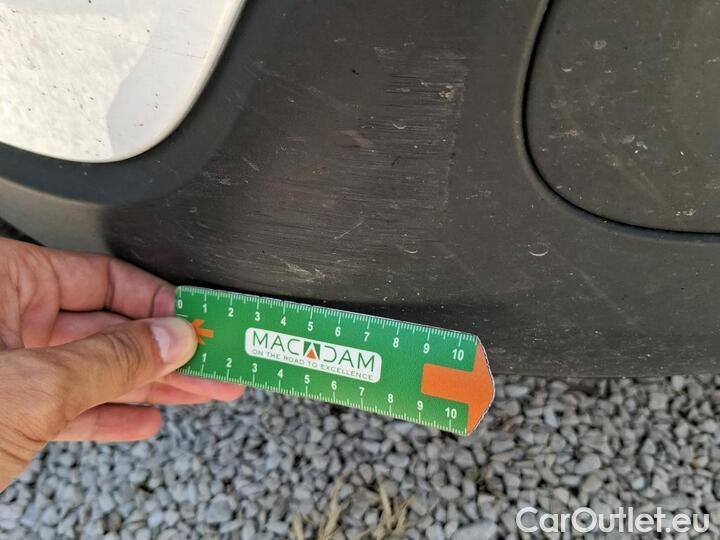 0 1 2 3 4 5 6 7 8 9 10
MACADAM
ON THE ROAD TO EXCELLENCE
1 2 3 4 5 6 7 8 9 10
CarOutlet.eu